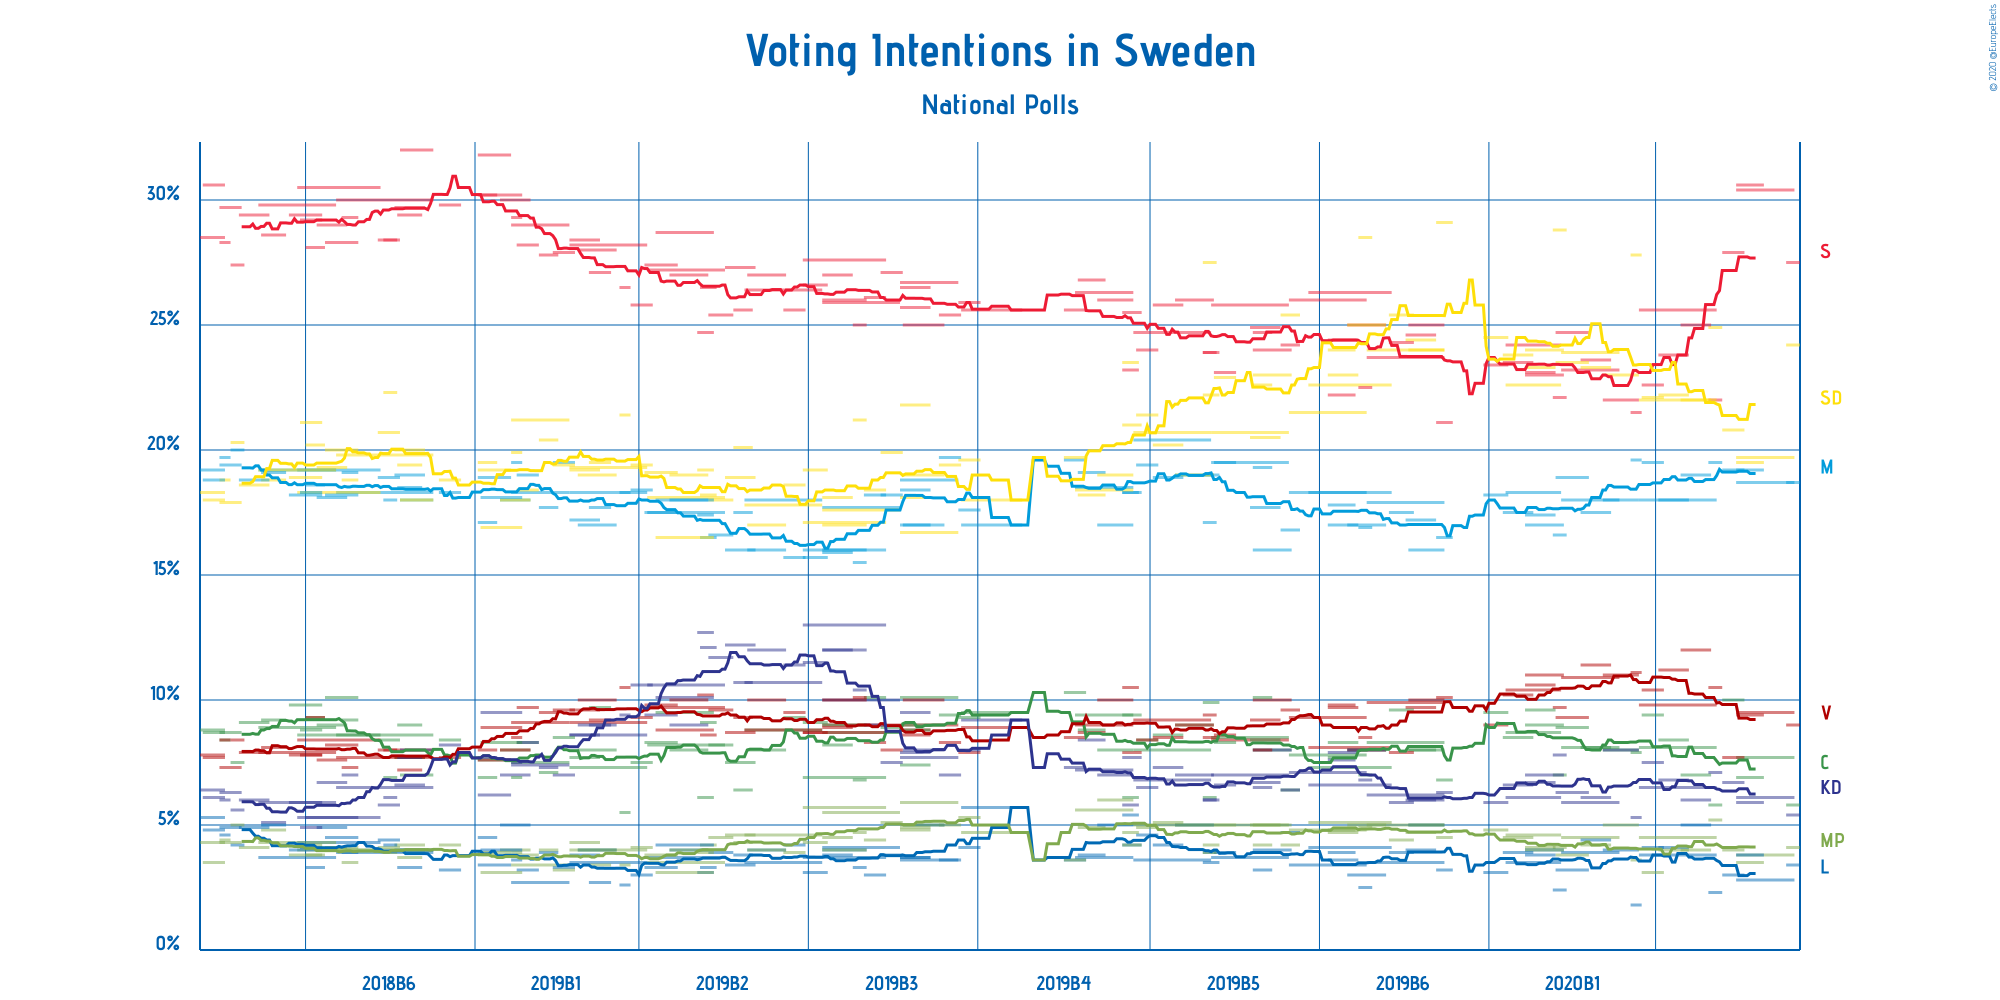 © 2020 @EuropeElects
Voting Intentions in Sweden
National Polls
30%
25%
20%
15%
10%
5%
0%
S
SD
M
V
C
KD
MP
L
2018B6
2019B1
2019B2
2019B3
2019B4
2019B5
2019B6
2020B1